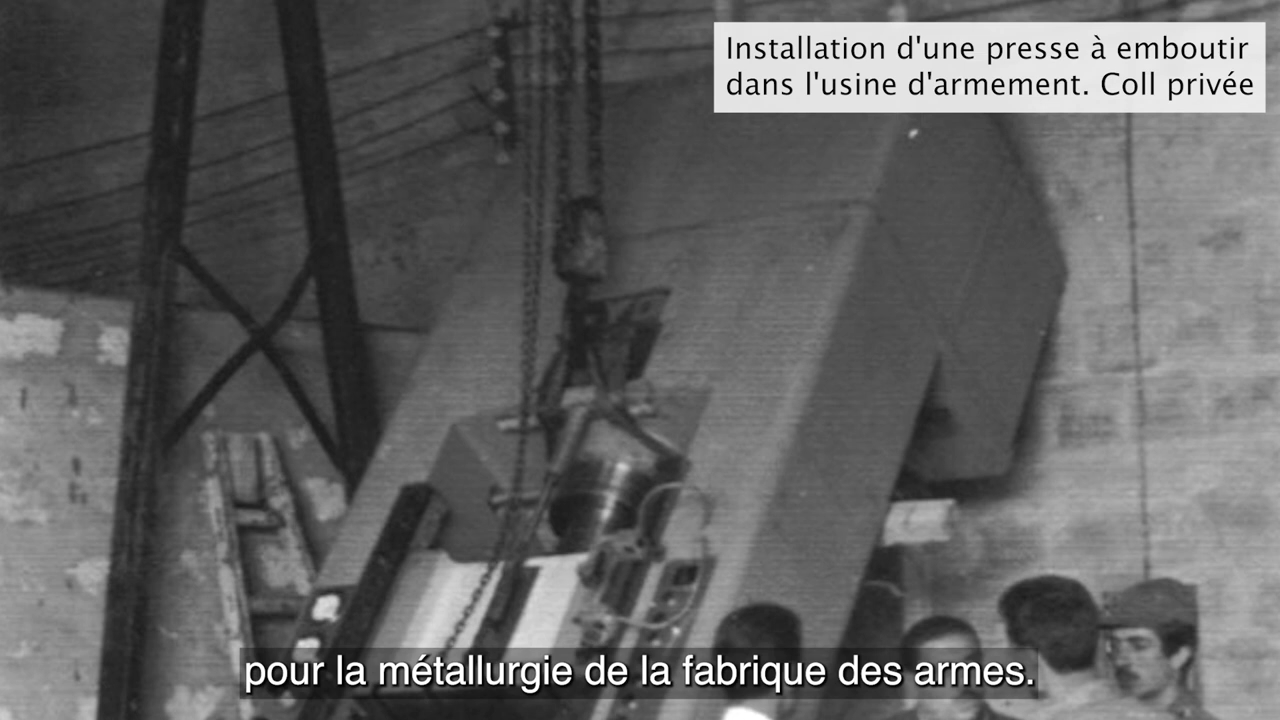 Installation d'une presse à emboutir
dans l'usine d'armement. Coll privée
pour la métallurgie de la fabrique des armes.